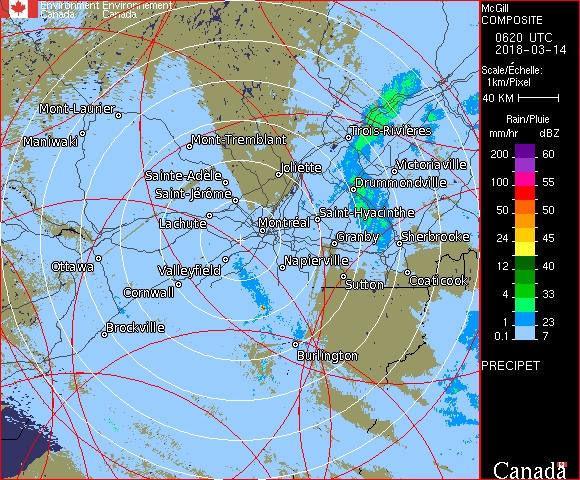 Environment Environnement
Canada Canada
McGill
COMPOSITE
0620 UTC
2018-03-14
Scale/Échelle:
1km/Pixel
40 KM
Rain/Pluie
mm/hr dBZ
200 60
100 55
50 50
24 45
12 40
4 33
1 23
0.1 7
PRECIPET
Canada
Mont-Laurier
Maniwaki
Mont-Tremblant
Trois-Rivières
Joliette
Victoriaville
Sainte-Adele
Drummondville
Saint-Jérôme
Saint-Hyacinthe
Lachute
Montréal
Granby
Sherbrooke
Ottawa
Valleyfield
Napierville
Cornwall
Sutton
Coaticook
Brockville
Burlington